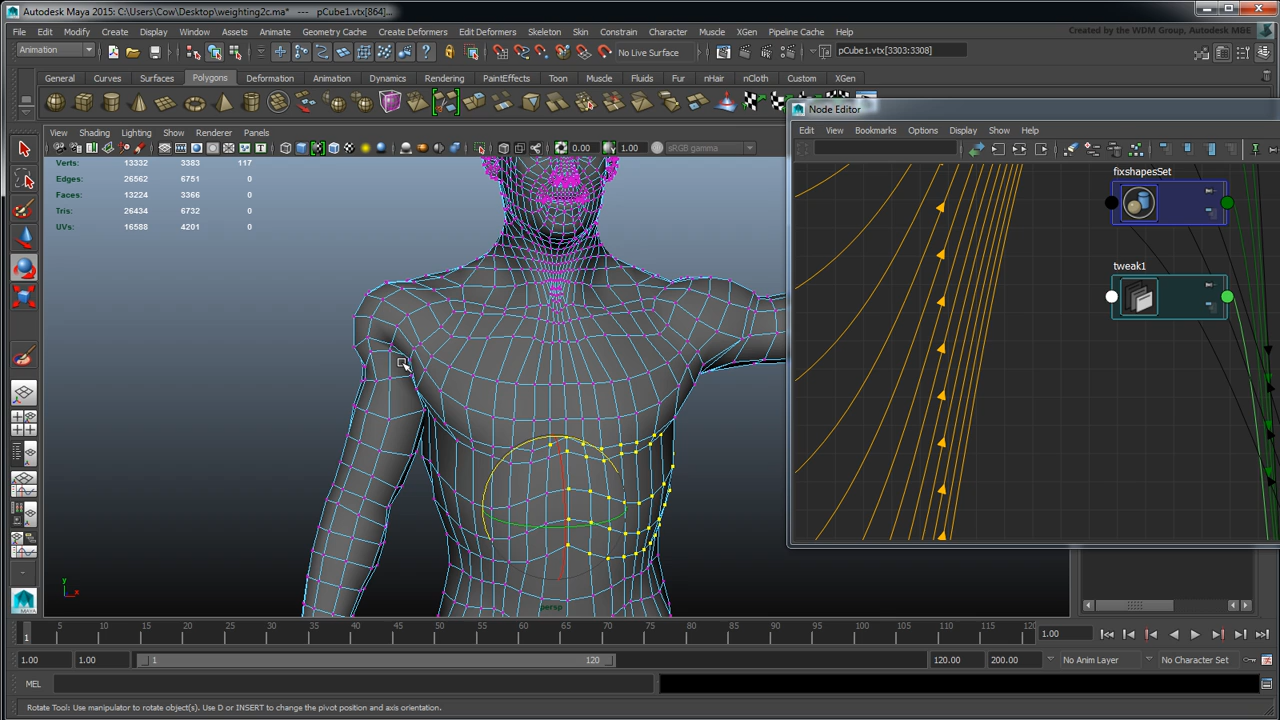 Autodesk Maya 2015: C:\Users\Cow\Desktop\weighting2c.ma* --- pCube1.vtx[864]...
File Edit Modify Create Display Window Assets Animate Geometry Cache Create Deformers Edit Deformers Skeleton Skin Constrain Character Muscle XGen Pipeline Cache Help
Created by the WDM Group, Autodesk MGE
Animation
No Live Surface
pCube1.vtx[3303:3308]
General Curves Surfaces Polygons Deformation Animation Dynamics Rendering PaintEffects Toon Muscle Fluids Fur nHair nCloth Custom XGen
Node Editor
View Shading Lighting Show Renderer Panels
Edit View Bookmarks Options Display Show Help
0.00 1.00 sRGB gamma
Verts: 13332 3383 117
Edges: 26562 6751 0
Faces: 13224 3366 0
Tris: 26434 6732 0
UVs: 16588 4201 0
fixshapesSet
tweak1
y
x
persp
MAYA
1 5 10 15 20 25 30 35 40 45 50 55 60 65 70 75 80 85 90 95 100 105 110 115 120
1.00
1.00 1.00 1 120 120.00 200.00 No Anim Layer No Character Set
MEL
Rotate Tool: Use manipulator to rotate object(s). Use D or INSERT to change the pivot position and axis orientation.